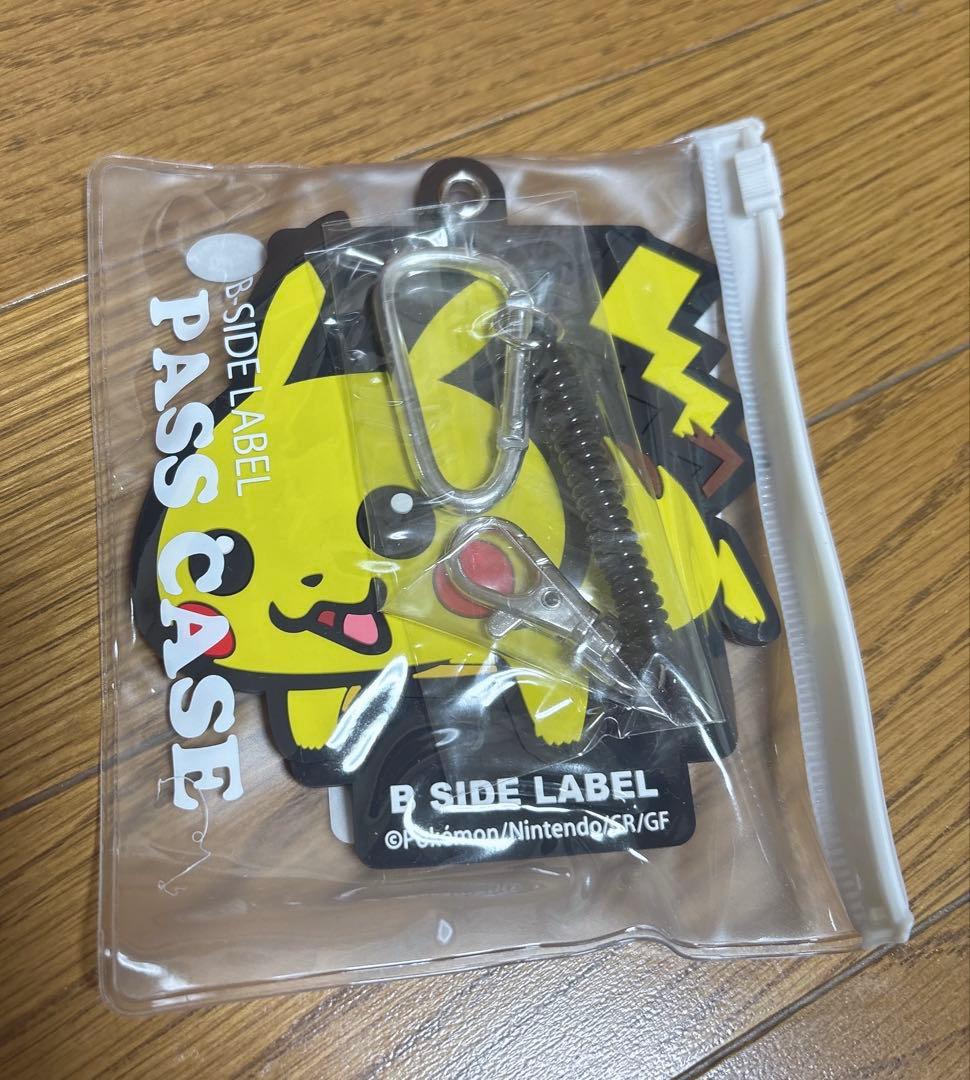 B-SIDE LABEL
PASS CASE
B SIDE LABEL
©Pokémon/Nintendo/SR/GF